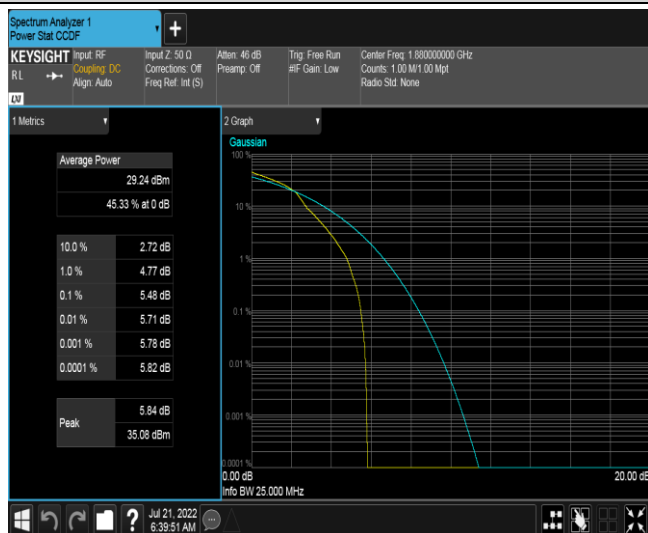 Spectrum Analyzer 1
Power Stat CCDF
+
KEYSIGHT
RL
LXI
Input: RF
Coupling: DC
Align: Auto
Input Z: 50 Ω
Corrections: Off
Freq Ref: Int (S)
Atten: 46 dB
Preamp: Off
Trig: Free Run
#IF Gain: Low
Center Freq: 1.880000000 GHz
Counts: 1.00 M/1.00 Mpt
Radio Std: None
1 Metrics
Average Power
29.24 dBm
45.33 % at 0 dB
10.0 % 2.72 dB
1.0 % 4.77 dB
0.1 % 5.48 dB
0.01 % 5.71 dB
0.001 % 5.78 dB
0.0001 % 5.82 dB
Peak
5.84 dB
35.08 dBm
2 Graph
Gaussian
100 %
10 %
1 %
0.1 %
0.01 %
0.001 %
0.0001 %
0.00 dB 20.00 dB
Info BW 25.000 MHz
?
Jul 21, 2022
6:39:51 AM